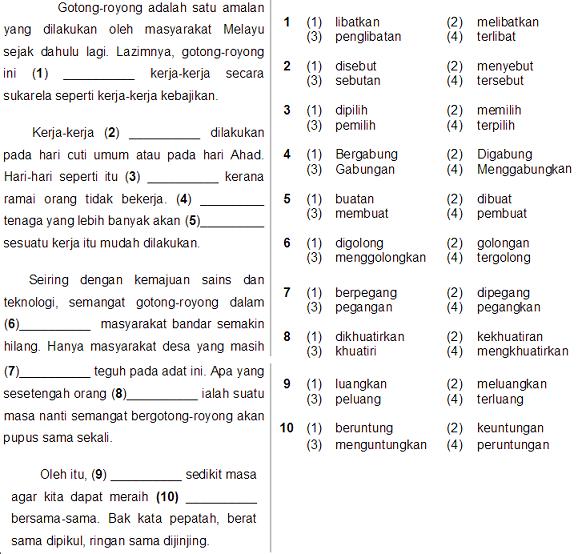 Gotong-royong adalah satu amalan
yang dilakukan oleh masyarakat Melayu
sejak dahulu lagi. Lazimnya, gotong-royong
ini (1) __________ kerja-kerja secara
sukarela seperti kerja-kerja kebajikan.
Kerja-kerja (2) __________ dilakukan
pada hari cuti umum atau pada hari Ahad.
Hari-hari seperti itu (3) __________ kerana
ramai orang tidak bekerja. (4) __________
tenaga yang lebih banyak akan (5)__________
sesuatu kerja itu mudah dilakukan.
Seiring dengan kemajuan sains dan
teknologi, semangat gotong-royong dalam
(6)__________ masyarakat bandar semakin
hilang. Hanya masyarakat desa yang masih
(7)__________ teguh pada adat ini. Apa yang
sesetengah orang (8)__________ ialah suatu
masa nanti semangat bergotong-royong akan
pupus sama sekali.
Oleh itu, (9) __________ sedikit masa
agar kita dapat meraih (10) __________
bersama-sama. Bak kata pepatah, berat
sama dipikul, ringan sama dijinjing.
1 (1) libatkan (2) melibatkan
(3) penglibatan (4) terlibat
2 (1) disebut (2) menyebut
(3) sebutan (4) tersebut
3 (1) dipilih (2) memilih
(3) pemilih (4) terpilih
4 (1) Bergabung (2) Digabung
(3) Gabungan (4) Menggabungkan
5 (1) buatan (2) dibuat
(3) membuat (4) pembuat
6 (1) digolong (2) golongan
(3) menggolongkan (4) tergolong
7 (1) berpegang (2) dipegang
(3) pegangan (4) pegangkan
8 (1) dikhuatirkan (2) kekhuatiran
(3) khuatiri (4) mengkhuatirkan
9 (1) luangkan (2) meluangkan
(3) peluang (4) terluang
10 (1) beruntung (2) keuntungan
(3) menguntungkan (4) peruntungan